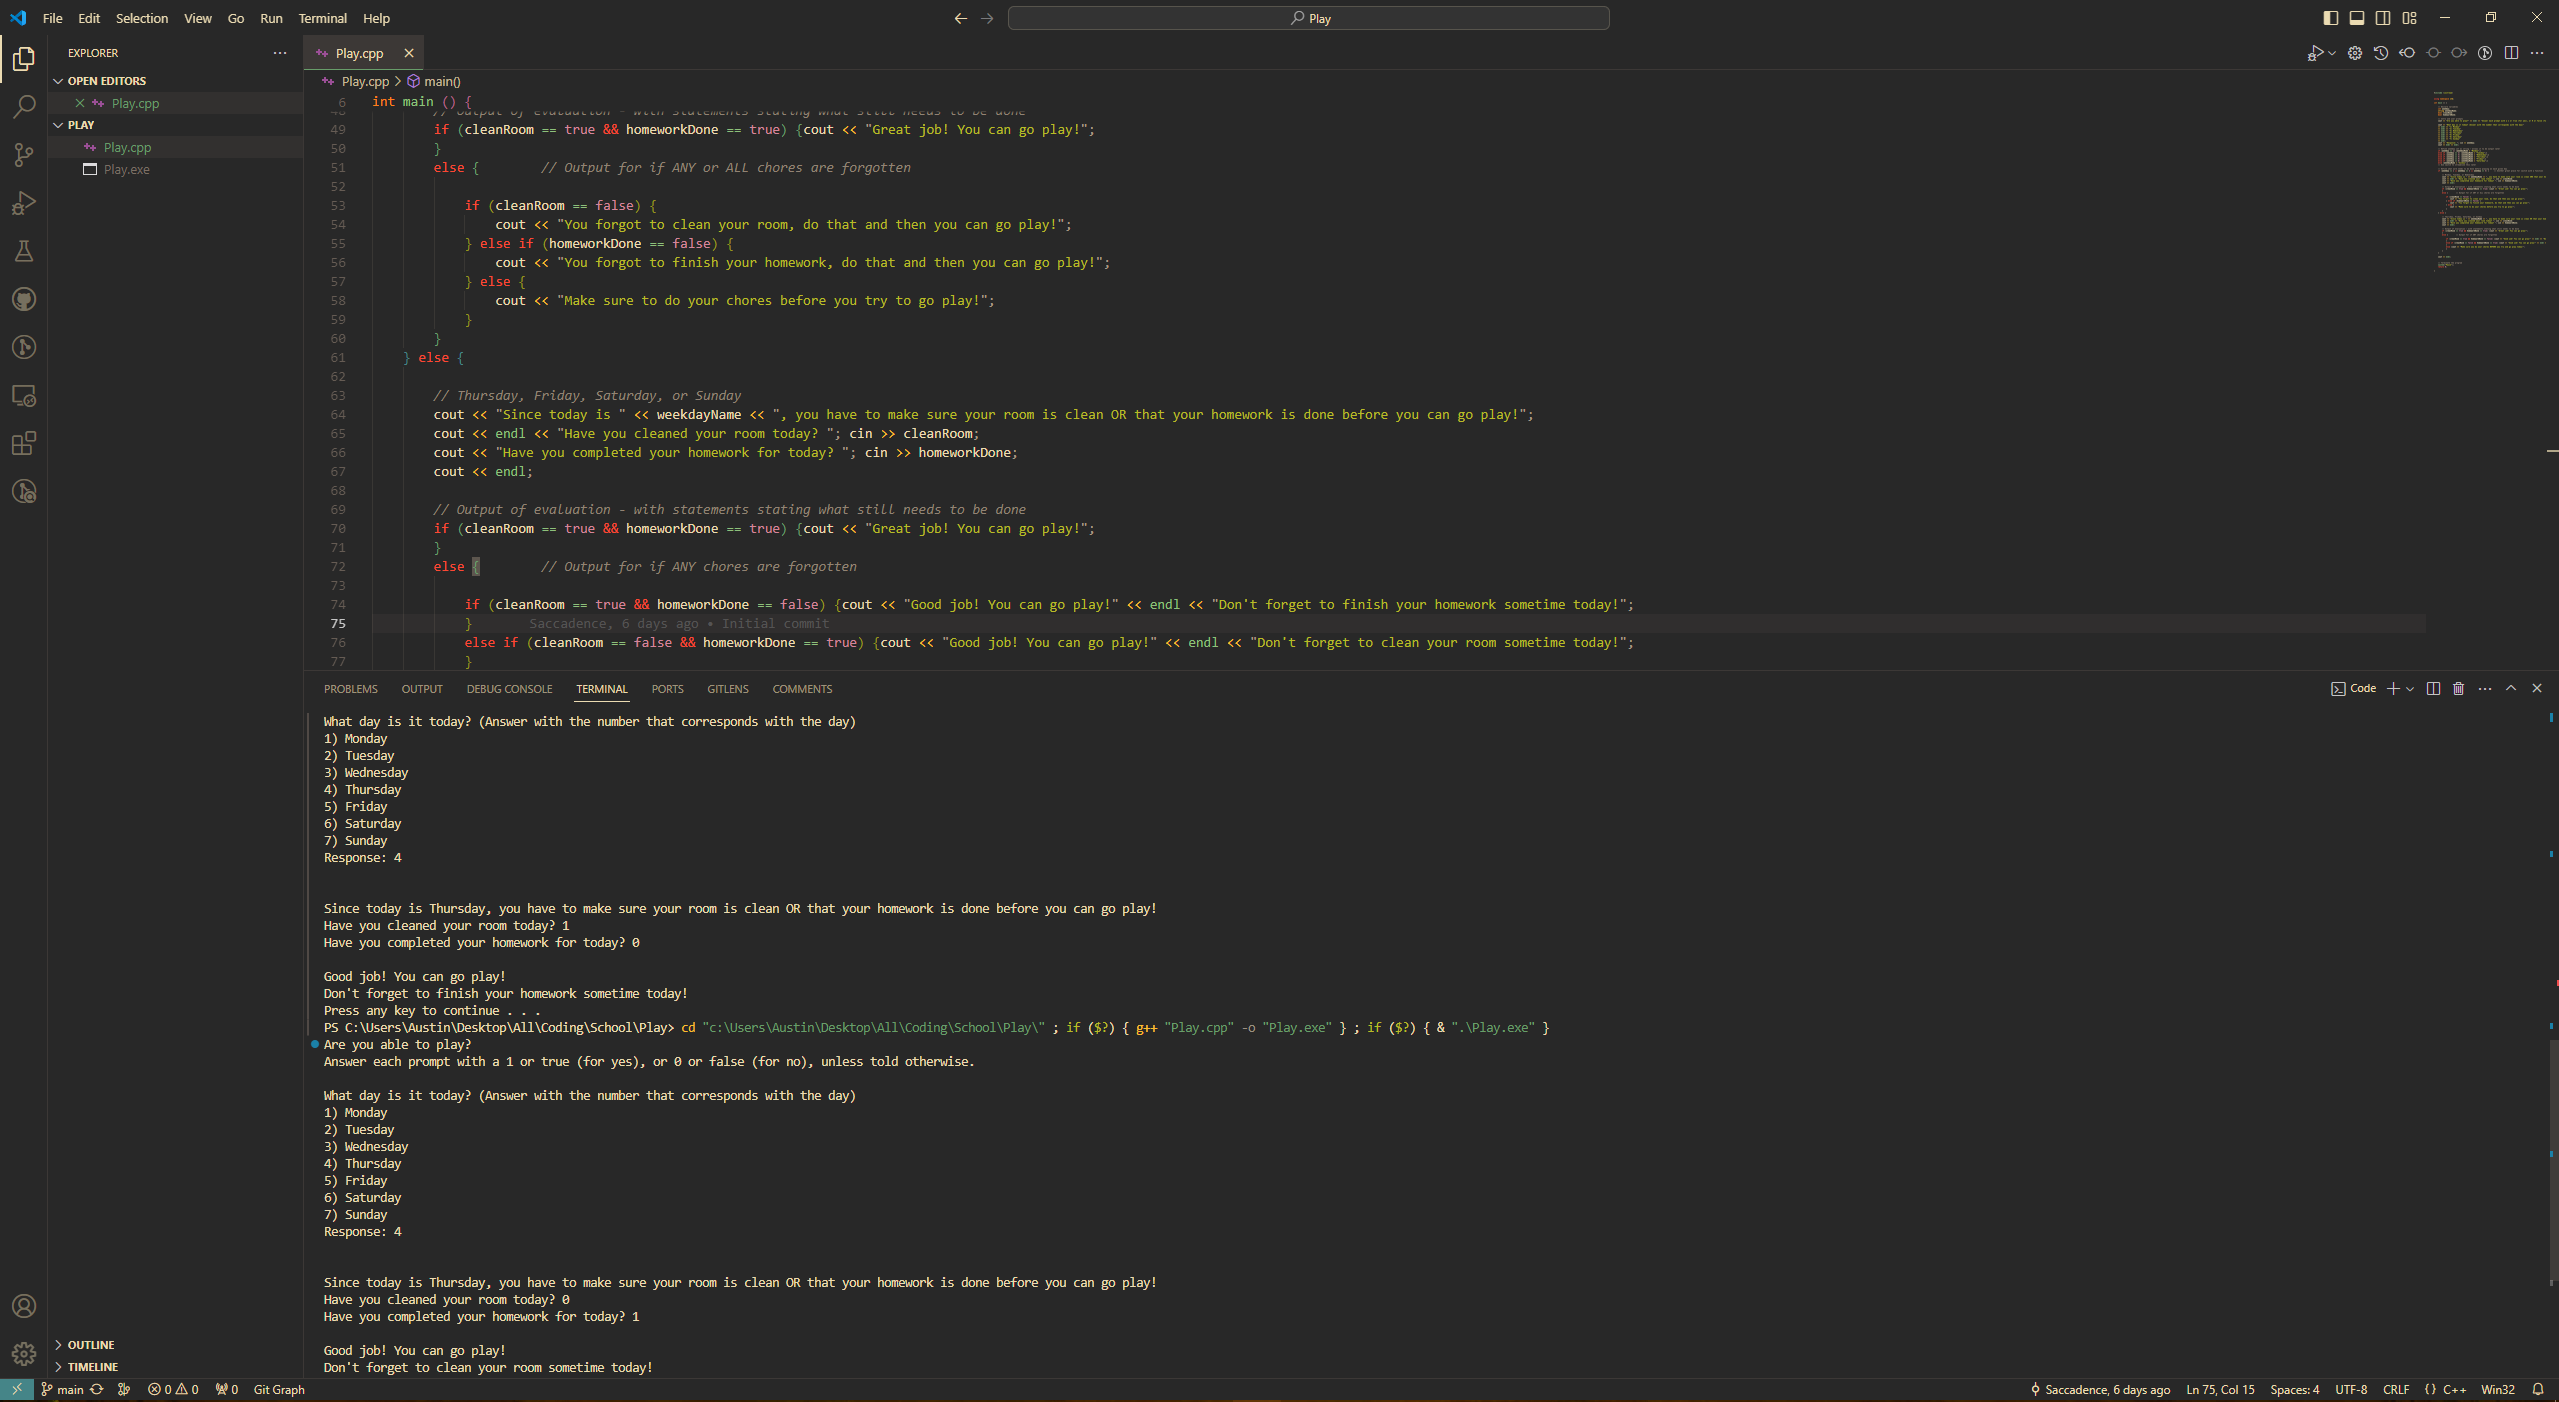 File Edit Selection View Go Run Terminal Help
Play
EXPLORER
OPEN EDITORS
Play.cpp
PLAY
Play.cpp
Play.exe
OUTLINE
TIMELINE
Play.cpp
Play.cpp > main()
6 int main () {
48 // Output of evaluation - with statements stating what still needs to be done
49 if (cleanRoom == true && homeworkDone == true) {cout << "Great job! You can go play!";
50 }
51 else { // Output for if ANY or ALL chores are forgotten
52
53 if (cleanRoom == false) {
54 cout << "You forgot to clean your room, do that and then you can go play!";
55 } else if (homeworkDone == false) {
56 cout << "You forgot to finish your homework, do that and then you can go play!";
57 } else {
58 cout << "Make sure to do your chores before you try to go play!";
59 }
60 }
61 } else {
62
63 // Thursday, Friday, Saturday, or Sunday
64 cout << "Since today is " << weekdayName << ", you have to make sure your room is clean OR that your homework is done before you can go play!";
65 cout << endl << "Have you cleaned your room today? "; cin >> cleanRoom;
66 cout << "Have you completed your homework for today? "; cin >> homeworkDone;
67 cout << endl;
68
69 // Output of evaluation - with statements stating what still needs to be done
70 if (cleanRoom == true && homeworkDone == true) {cout << "Great job! You can go play!";
71 }
72 else { // Output for if ANY chores are forgotten
73
74 if (cleanRoom == true && homeworkDone == false) {cout << "Good job! You can go play!" << endl << "Don't forget to finish your homework sometime today!";
75 } Saccadence, 6 days ago • Initial commit
76 else if (cleanRoom == false && homeworkDone == true) {cout << "Good job! You can go play!" << endl << "Don't forget to clean your room sometime today!";
77 }
PROBLEMS OUTPUT DEBUG CONSOLE TERMINAL PORTS GITLENS COMMENTS
Code
What day is it today? (Answer with the number that corresponds with the day)
1) Monday
2) Tuesday
3) Wednesday
4) Thursday
5) Friday
6) Saturday
7) Sunday
Response: 4
Since today is Thursday, you have to make sure your room is clean OR that your homework is done before you can go play!
Have you cleaned your room today? 1
Have you completed your homework for today? 0
Good job! You can go play!
Don't forget to finish your homework sometime today!
Press any key to continue . . .
PS C:\Users\Austin\Desktop\All\Coding\School\Play> cd "c:\Users\Austin\Desktop\All\Coding\School\Play\" ; if ($?) { g++ "Play.cpp" -o "Play.exe" } ; if ($?) { & ".\Play.exe" }
Are you able to play?
Answer each prompt with a 1 or true (for yes), or 0 or false (for no), unless told otherwise.
What day is it today? (Answer with the number that corresponds with the day)
1) Monday
2) Tuesday
3) Wednesday
4) Thursday
5) Friday
6) Saturday
7) Sunday
Response: 4
Since today is Thursday, you have to make sure your room is clean OR that your homework is done before you can go play!
Have you cleaned your room today? 0
Have you completed your homework for today? 1
Good job! You can go play!
Don't forget to clean your room sometime today!
main 0 0 0 Git Graph
Saccadence, 6 days ago Ln 75, Col 15 Spaces: 4 UTF-8 CRLF {} C++ Win32